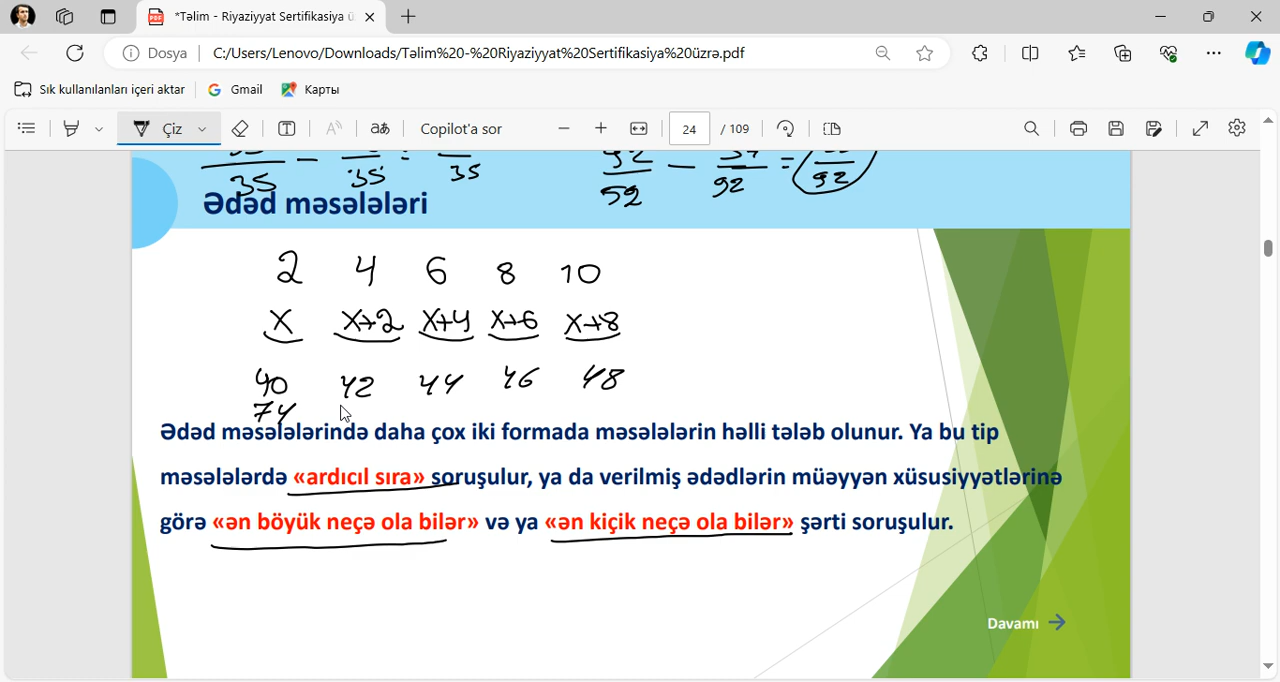 *Təlim - Riyaziyyat Sertifikasiya ü
Dosya C:/Users/Lenovo/Downloads/Təlim%20-%20Riyaziyyat%20Sertifikasiya%20üzrə.pdf
Sık kullanılanları içeri aktar Gmail Карты
Çiz aあ Copilot'a sor 24 / 109
35 - 35 : 35 52 - 92 = 92
Ədəd məsələləri
2 4 6 8 10
x x+2 x+4 x+6 x+8
40 42 44 46 48
74
Ədəd məsələlərində daha çox iki formada məsələlərin həlli tələb olunur. Ya bu tip
məsələlərdə «ardıcıl sıra» soruşulur, ya da verilmiş ədədlərin müəyyən xüsusiyyətlərinə
görə «ən böyük neçə ola bilər» və ya «ən kiçik neçə ola bilər» şərti soruşulur.
Davamı